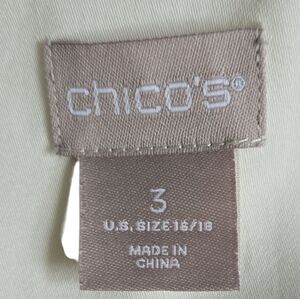 chico's®
3
U.S. SIZE 16/18
MADE IN
CHINA